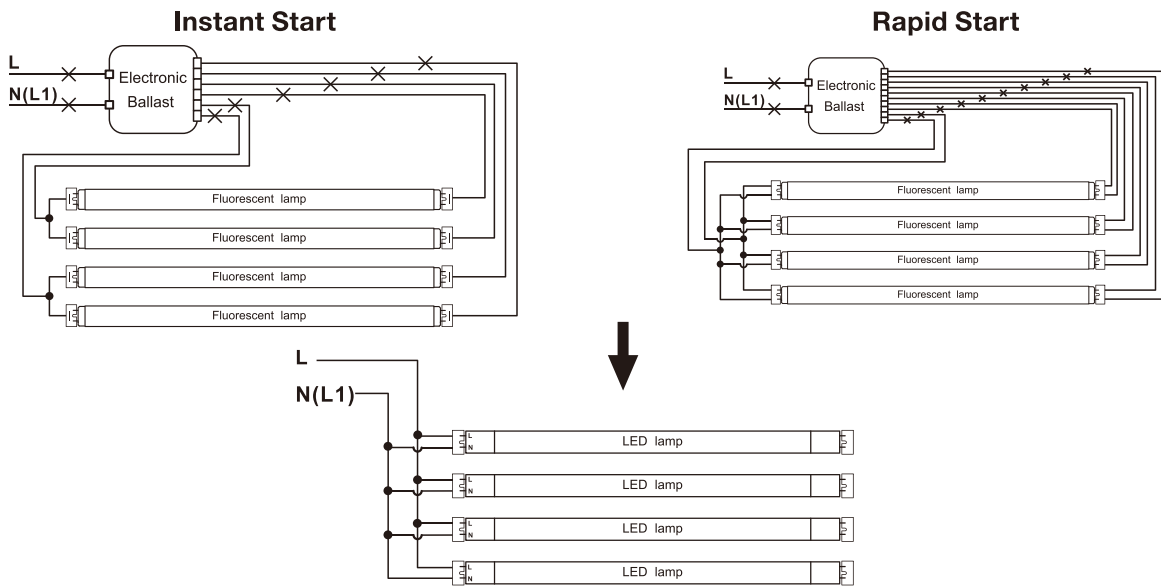 Instant Start
L
N(L1)
Electronic
Ballast
Fluorescent lamp
Fluorescent lamp
Fluorescent lamp
Fluorescent lamp
Rapid Start
L
N(L1)
Electronic
Ballast
Fluorescent lamp
Fluorescent lamp
Fluorescent lamp
Fluorescent lamp
L
N(L1)
L
N
LED lamp
L
N
LED lamp
L
N
LED lamp
L
N
LED lamp